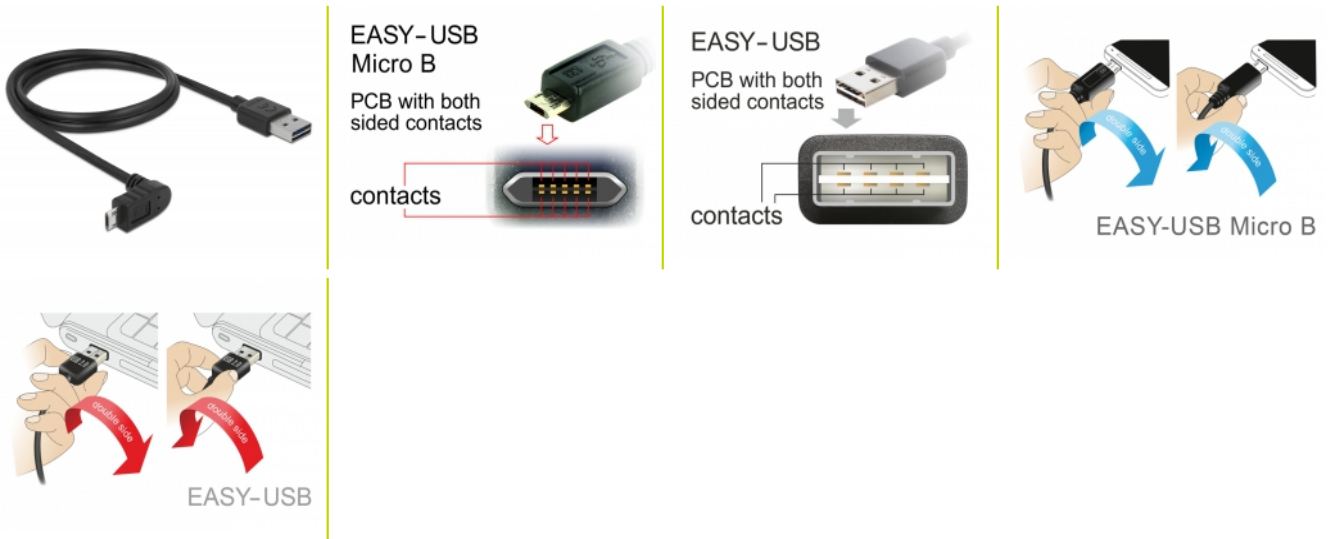 EASY-USB
Micro B
PCB with both
sided contacts
contacts
EASY-USB
PCB with both
sided contacts
contacts
double side
double side
EASY-USB Micro B
double side
double side
EASY-USB